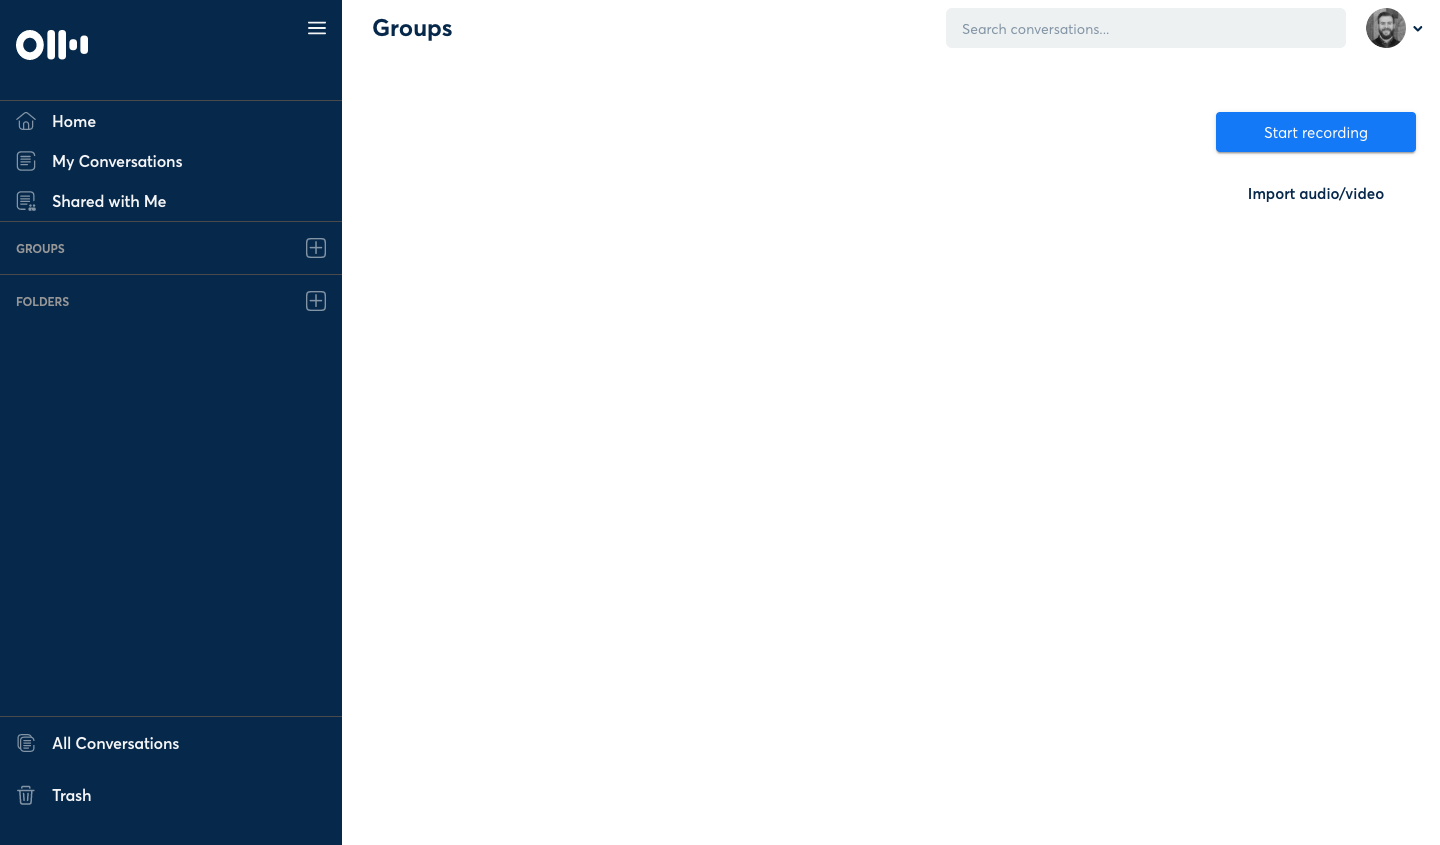 Groups
Search conversations...
Home
My Conversations
Shared with Me
GROUPS
FOLDERS
Start recording
Import audio/video
All Conversations
Trash